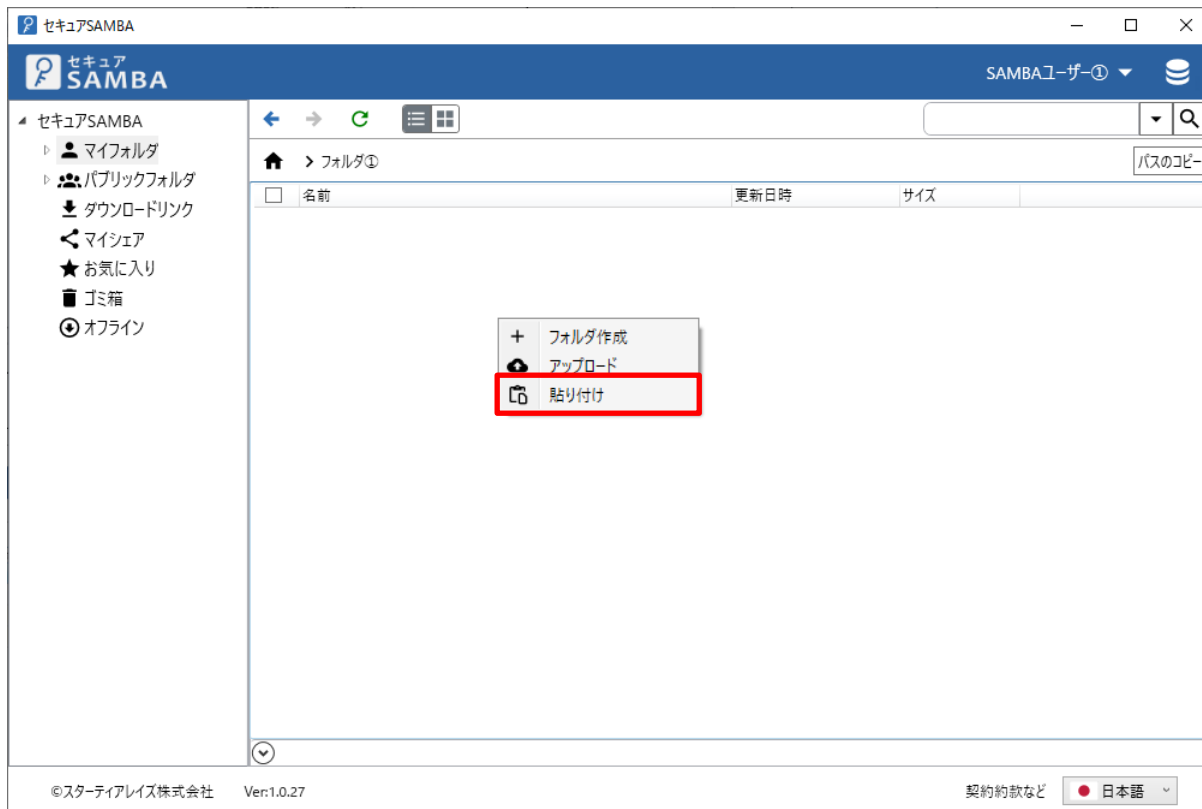 セキュアSAMBA
セキュア
SAMBA
SAMBAユーザー①
セキュアSAMBA
マイフォルダ
パブリックフォルダ
ダウンロードリンク
マイシェア
お気に入り
ゴミ箱
オフライン
フォルダ①
パスのコピー
名前 更新日時 サイズ
フォルダ作成
アップロード
貼り付け
©スターティアレイズ株式会社 Ver:1.0.27 契約約款など 日本語